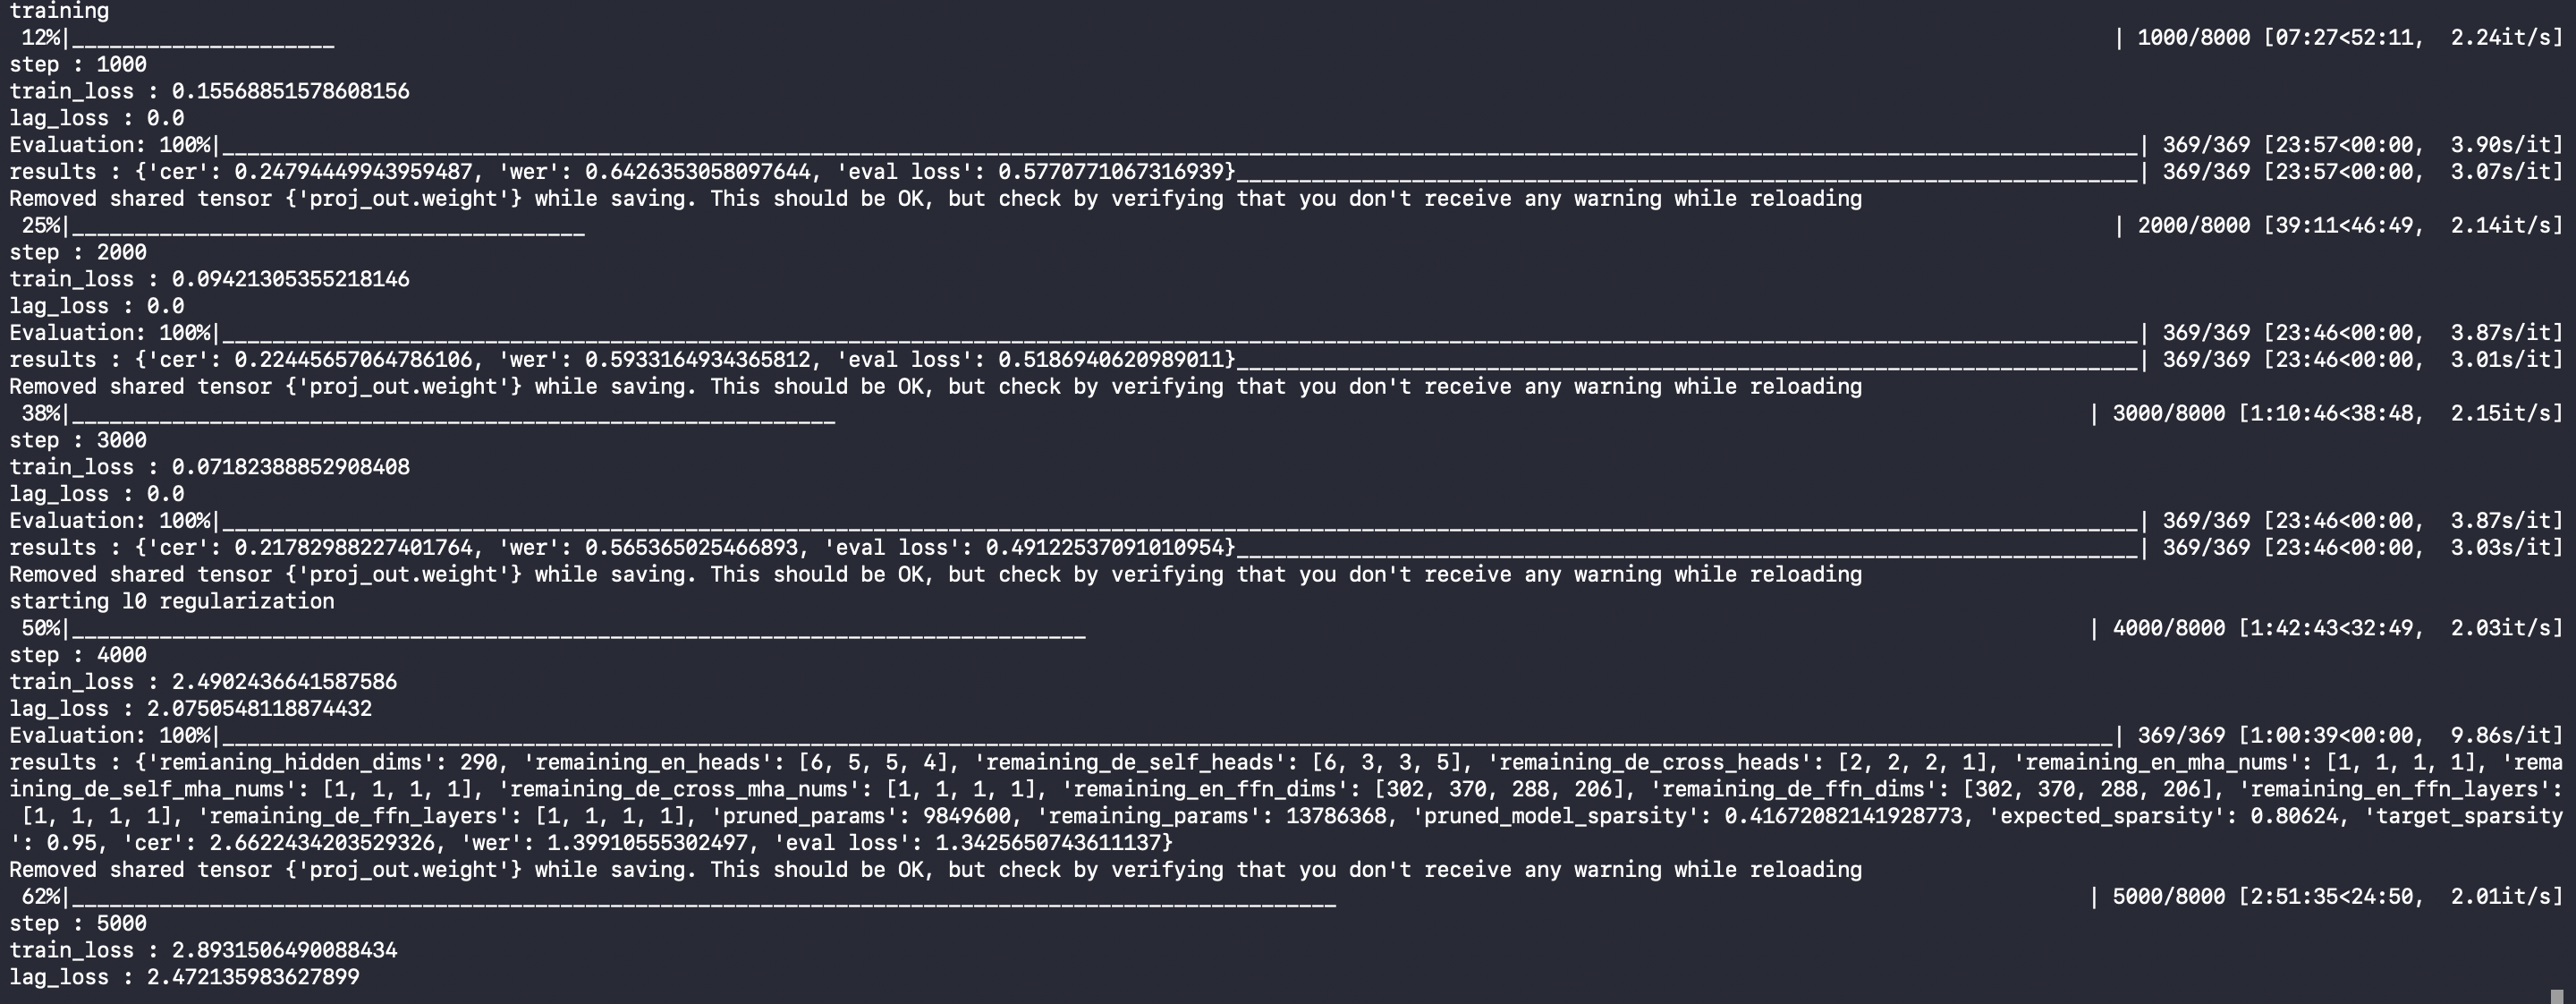 training
 12%|_____________________                                                                | 1000/8000 [07:27<52:11,  2.24it/s]
step : 1000
train_loss : 0.15568851578608156
lag_loss : 0.0
Evaluation: 100%|_____________________________________________| 369/369 [23:57<00:00,  3.90s/it]
results : {'cer': 0.24794449943959487, 'wer': 0.6426353058097644, 'eval loss': 0.5770771067316939}_____________________| 369/369 [23:57<00:00,  3.07s/it]
Removed shared tensor {'proj_out.weight'} while saving. This should be OK, but check by verifying that you don't receive any warning while reloading
 25%|_________________________________________                                            | 2000/8000 [39:11<46:49,  2.14it/s]
step : 2000
train_loss : 0.09421305355218146
lag_loss : 0.0
Evaluation: 100%|_____________________________________________| 369/369 [23:46<00:00,  3.87s/it]
results : {'cer': 0.22445657064786106, 'wer': 0.5933164934365812, 'eval loss': 0.5186940620989011}_____________________| 369/369 [23:46<00:00,  3.01s/it]
Removed shared tensor {'proj_out.weight'} while saving. This should be OK, but check by verifying that you don't receive any warning while reloading
 38%|_____________________________________________________________                        | 3000/8000 [1:10:46<38:48,  2.15it/s]
step : 3000
train_loss : 0.07182388852908408
lag_loss : 0.0
Evaluation: 100%|_____________________________________________| 369/369 [23:46<00:00,  3.87s/it]
results : {'cer': 0.21782988227401764, 'wer': 0.565365025466893, 'eval loss': 0.49122537091010954}_____________________| 369/369 [23:46<00:00,  3.03s/it]
Removed shared tensor {'proj_out.weight'} while saving. This should be OK, but check by verifying that you don't receive any warning while reloading
starting l0 regularization
 50%|_________________________________________________________________________________    | 4000/8000 [1:42:43<32:49,  2.03it/s]
step : 4000
train_loss : 2.4902436641587586
lag_loss : 2.0750548118874432
Evaluation: 100%|_____________________________________________| 369/369 [1:00:39<00:00,  9.86s/it]
results : {'remianing_hidden_dims': 290, 'remaining_en_heads': [6, 5, 5, 4], 'remaining_de_self_heads': [6, 3, 3, 5], 'remaining_de_cross_heads': [2, 2, 2, 1], 'remaining_en_mha_nums': [1, 1, 1, 1], 'rema
ining_de_self_mha_nums': [1, 1, 1, 1], 'remaining_de_cross_mha_nums': [1, 1, 1, 1], 'remaining_en_ffn_dims': [302, 370, 288, 206], 'remaining_de_ffn_dims': [302, 370, 288, 206], 'remaining_en_ffn_layers':
 [1, 1, 1, 1], 'remaining_de_ffn_layers': [1, 1, 1, 1], 'pruned_params': 9849600, 'remaining_params': 13786368, 'pruned_model_sparsity': 0.41672082141928773, 'expected_sparsity': 0.80624, 'target_sparsity
': 0.95, 'cer': 2.6622434203529326, 'wer': 1.39910555302497, 'eval loss': 1.3425650743611137}
Removed shared tensor {'proj_out.weight'} while saving. This should be OK, but check by verifying that you don't receive any warning while reloading
 62%|_____________________________________________________________________________________________________    | 5000/8000 [2:51:35<24:50,  2.01it/s]
step : 5000
train_loss : 2.8931506490088434
lag_loss : 2.472135983627899